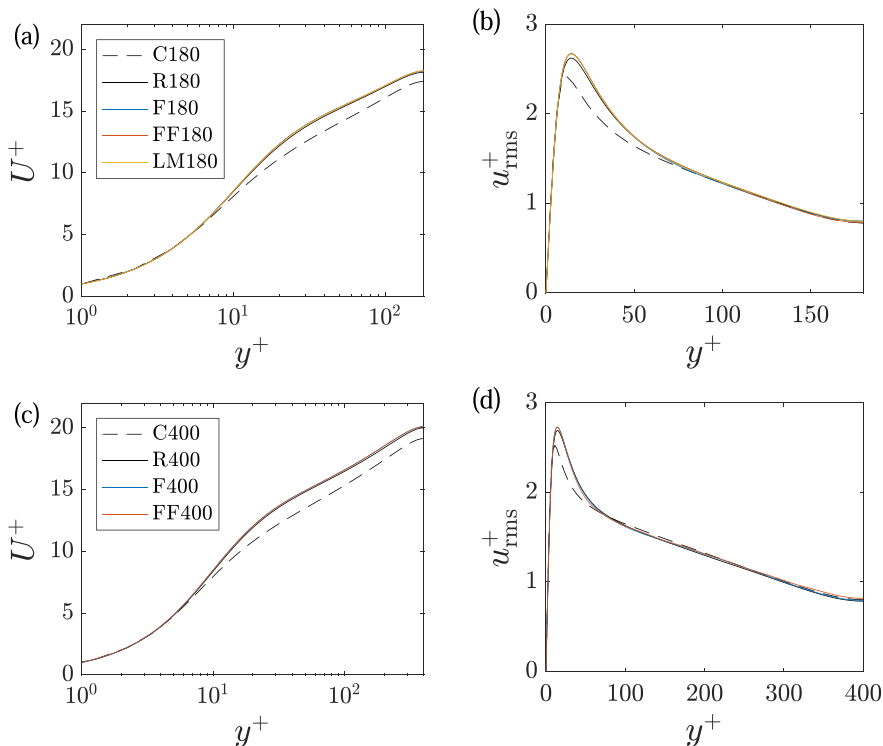 (a)
20
15
10
5
0
U+
C180
R180
F180
FF180
LM180
10^0
10^1
10^2
y+
(b)
3
2
1
0
u+rms
0
50
100
150
y+
(c)
20
15
10
5
0
U+
C400
R400
F400
FF400
10^0
10^1
10^2
y+
(d)
3
2
1
0
u+rms
0
100
200
300
400
y+